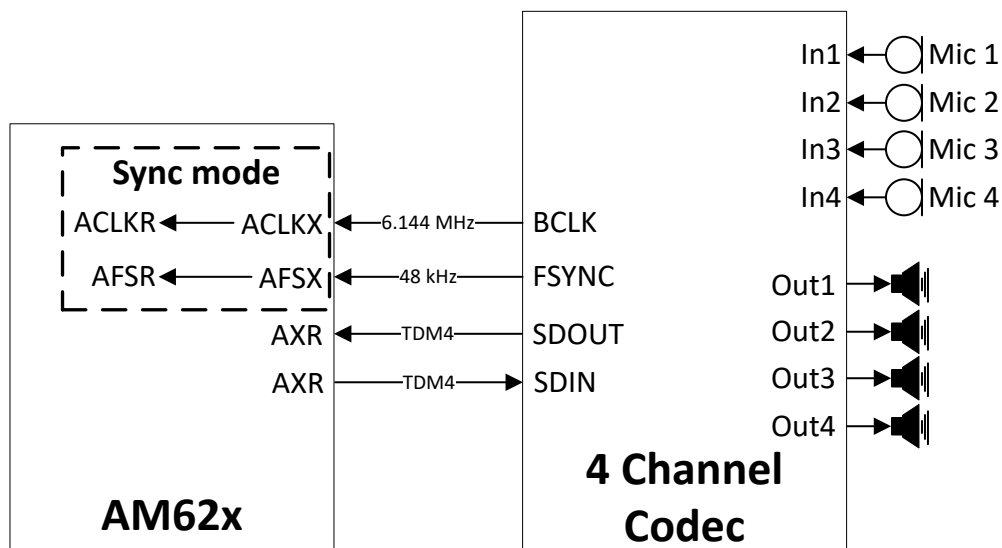 In1 Mic 1
In2 Mic 2
In3 Mic 3
In4 Mic 4
Sync mode
ACLKR ACLKX 6.144 MHz BCLK
AFSR AFSX 48 kHz FSYNC
AXR TDM4 SDOUT
AXR TDM4 SDIN
Out1
Out2
Out3
Out4
AM62x
4 Channel
Codec